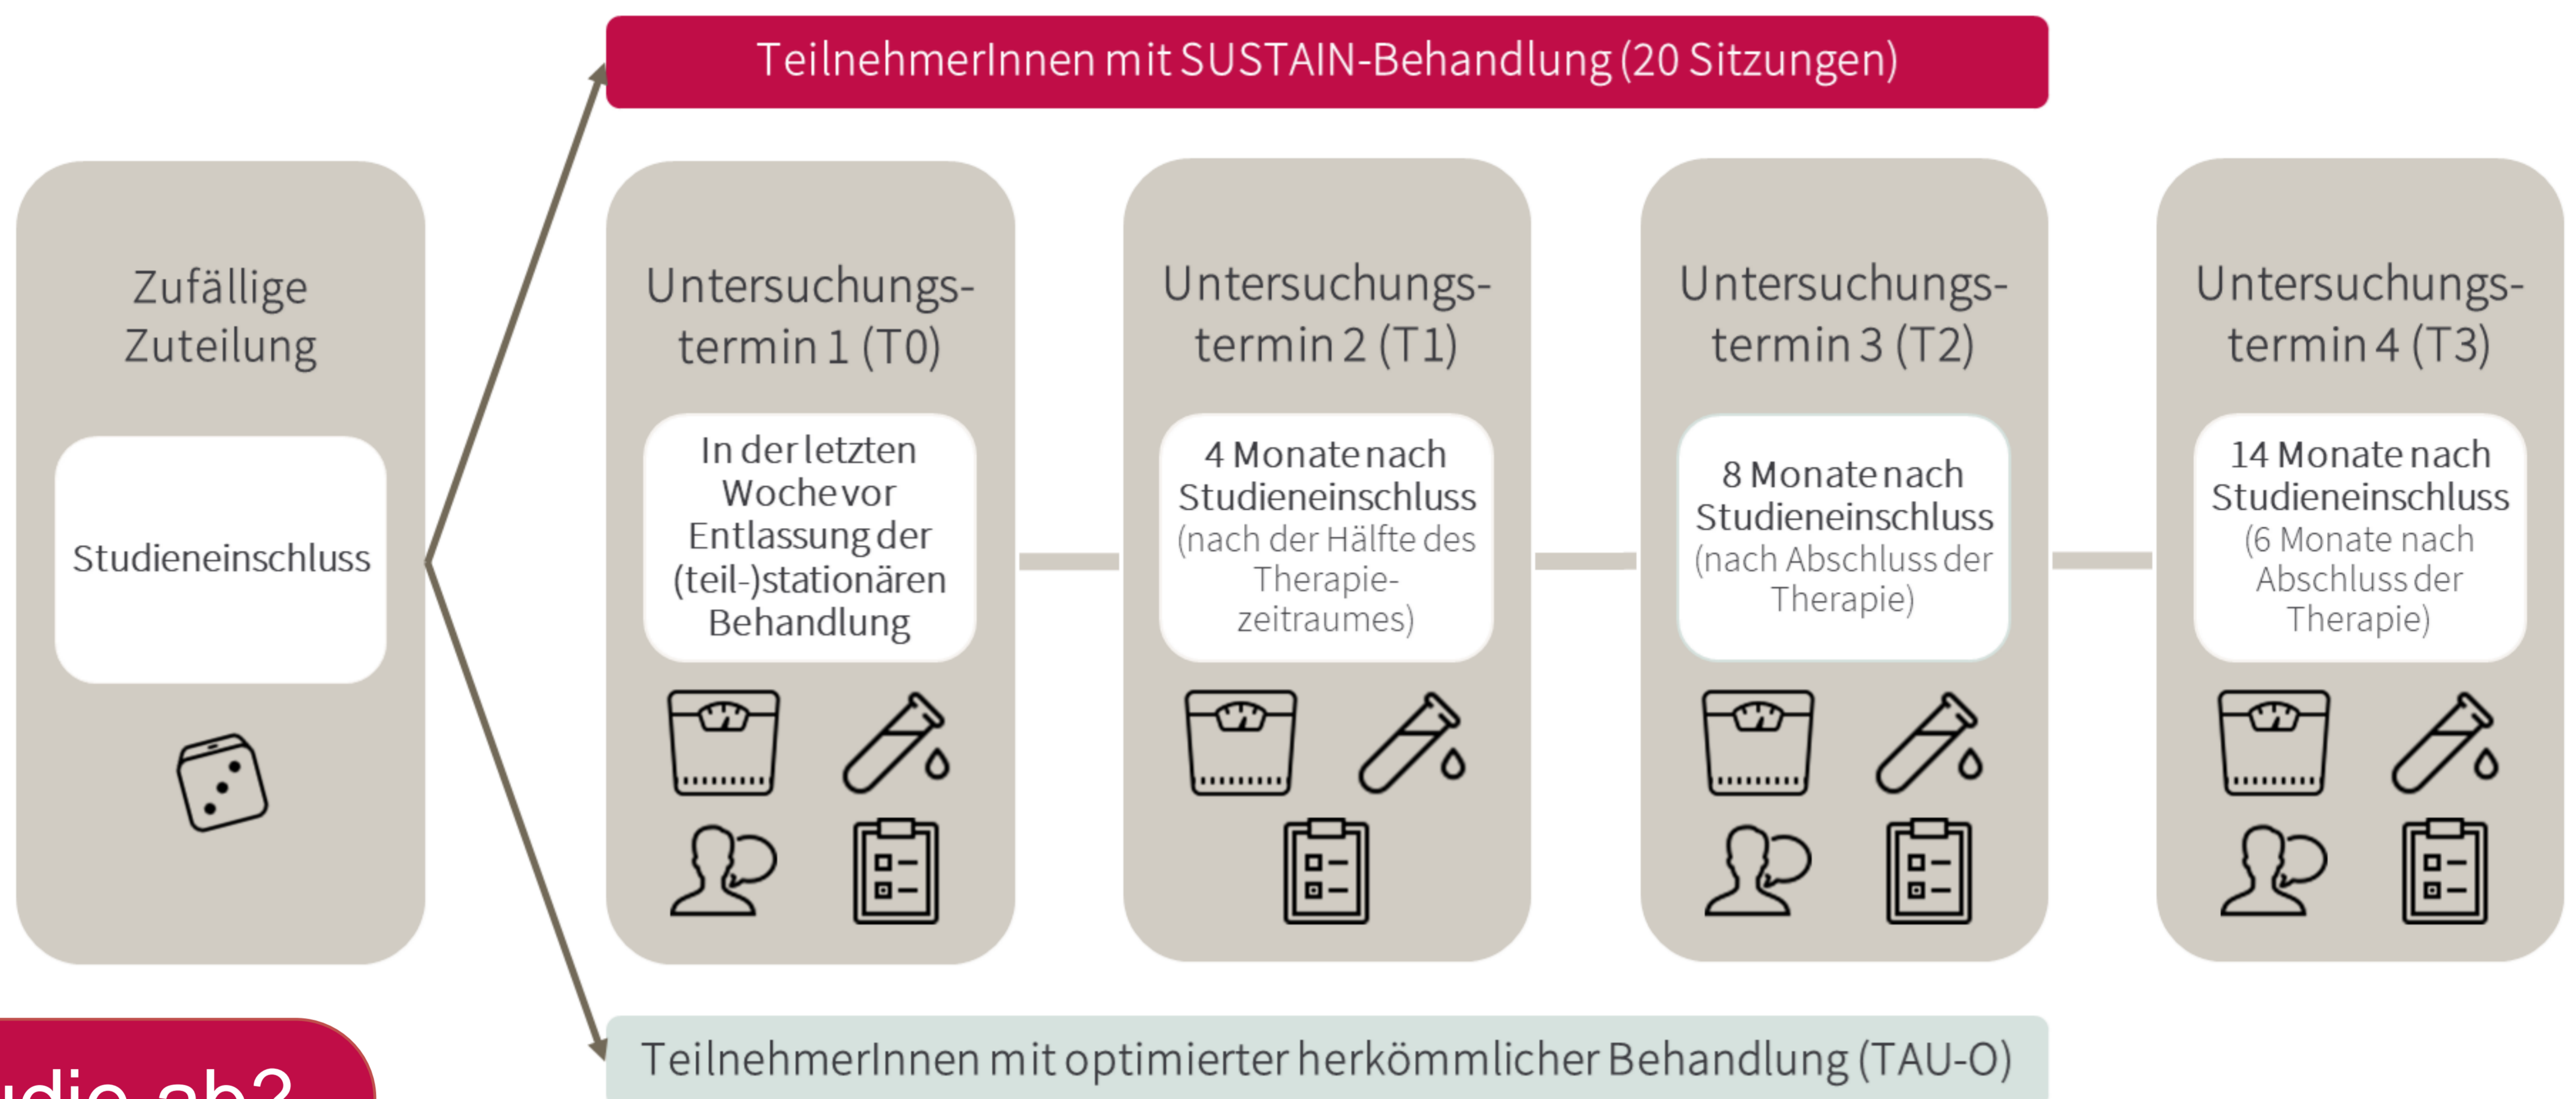 TeilnehmerInnen mit SUSTAIN-Behandlung (20 Sitzungen)
Zufällige
Zuteilung
Studieneinschluss
Untersuchungs-
termin 1 (T0)
In der letzten
Woche vor
Entlassung der
(teil-)stationären
Behandlung
Untersuchungs-
termin 2 (T1)
4 Monate nach
Studieneinschluss
(nach der Hälfte des
Therapie-
zeitraumes)
Untersuchungs-
termin 3 (T2)
8 Monate nach
Studieneinschluss
(nach Abschluss der
Therapie)
Untersuchungs-
termin 4 (T3)
14 Monate nach
Studieneinschluss
(6 Monate nach
Abschluss der
Therapie)
TeilnehmerInnen mit optimierter herkömmlicher Behandlung (TAU-O)
ab?